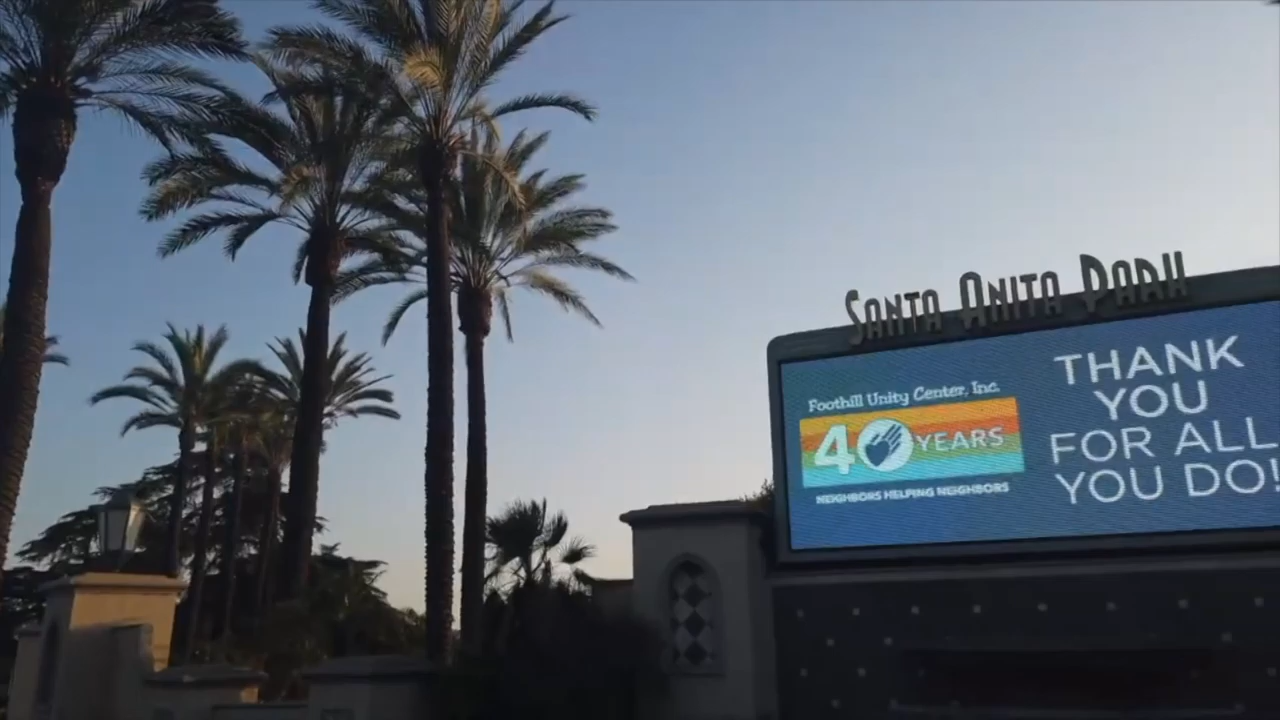 SANTA ANITA PARK
Foothill Unity Center, Inc.
40 YEARS
NEIGHBORS HELPING NEIGHBORS
THANK
YOU
FOR ALL
YOU DO!